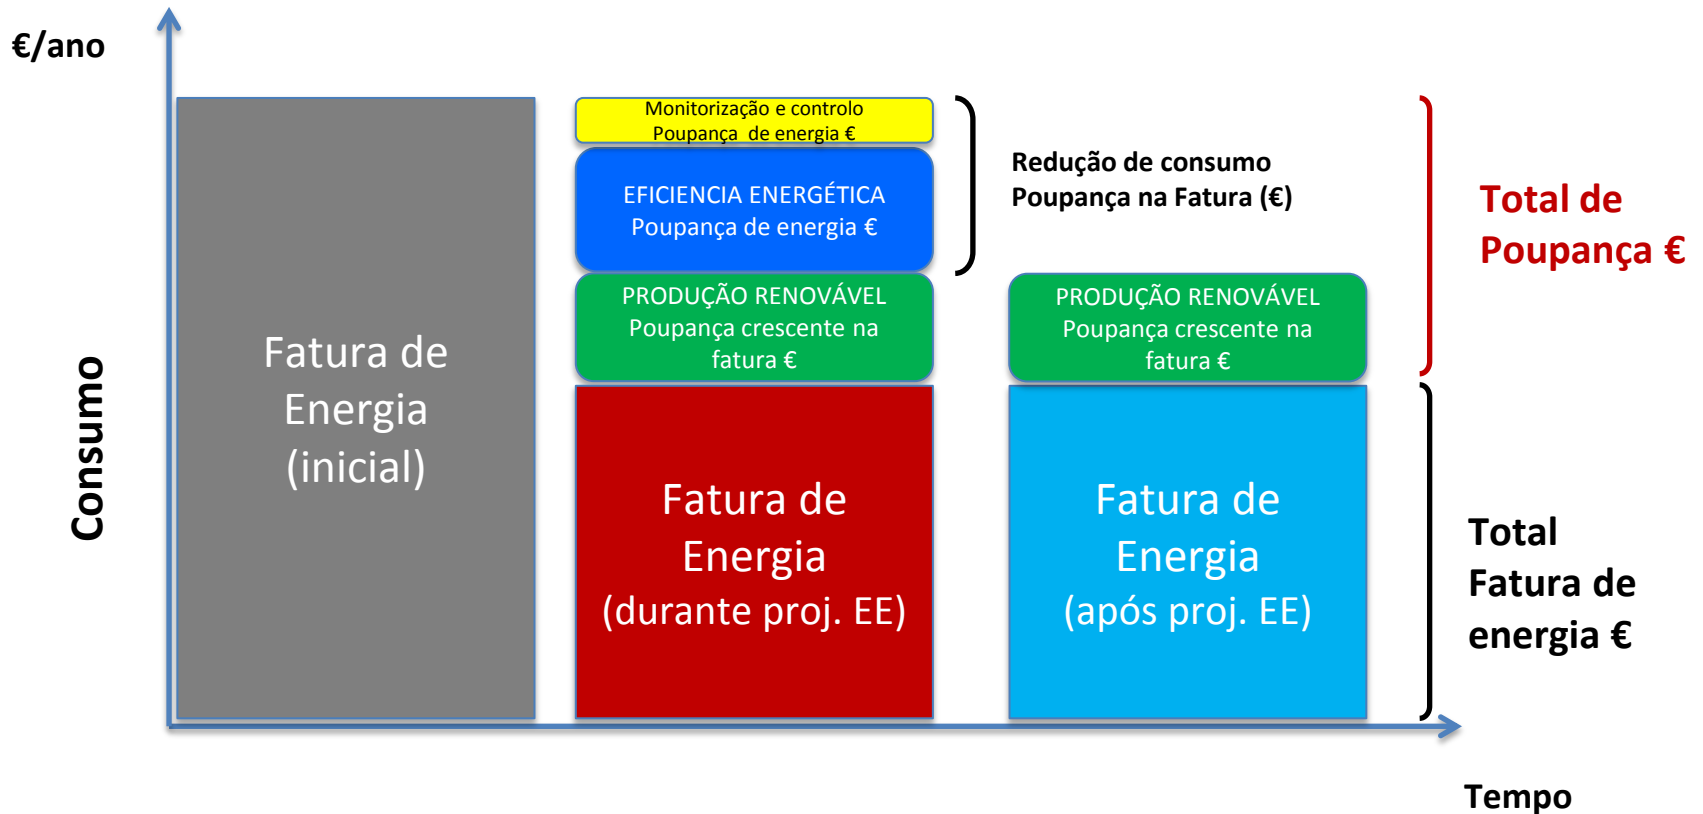 €/ano
Consumo
Fatura de
Energia
(inicial)
Monitorização e controlo
Poupança de energia €
EFICIENCIA ENERGÉTICA
Poupança de energia €
PRODUÇÃO RENOVÁVEL
Poupança crescente na
fatura €
Fatura de
Energia
(durante proj. EE)
Redução de consumo
Poupança na Fatura (€)
PRODUÇÃO RENOVÁVEL
Poupança crescente na
fatura €
Fatura de
Energia
(após proj. EE)
Total de
Poupança €
Total
Fatura de
energia €
Tempo